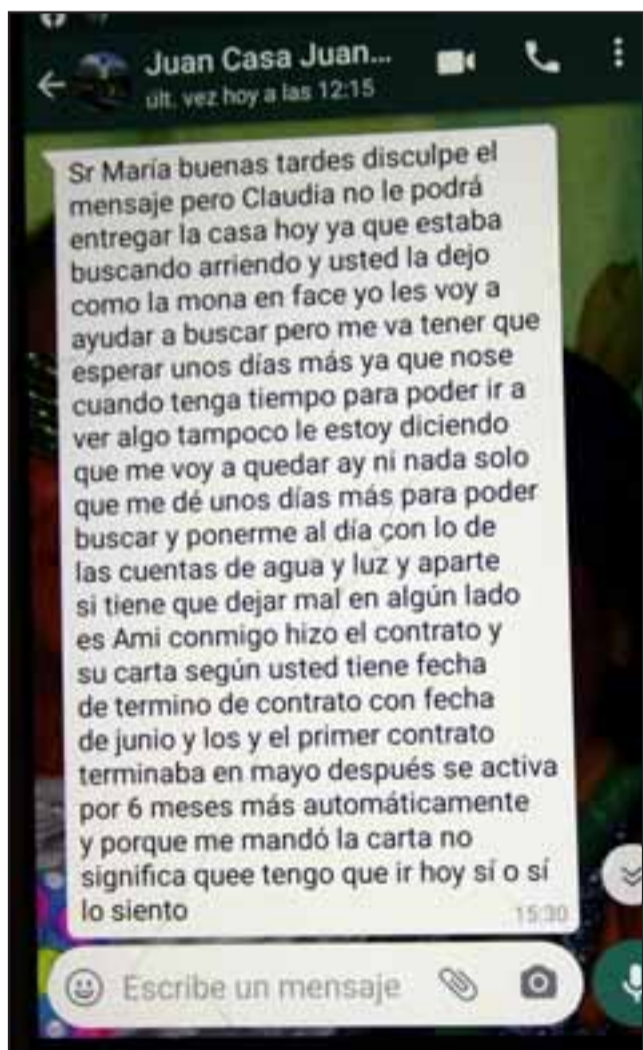 Juan Casa Juan...
últ. vez hoy a las 12:15
Sr María buenas tardes disculpe el
mensaje pero Claudia no le podrá
entregar la casa hoy ya que estaba
buscando arriendo y usted la dejo
como la mona en face yo les voy a
ayudar a buscar pero me va tener que
esperar unos días más ya que nose
cuando tenga tiempo para poder ir a
ver algo tampoco le estoy diciendo
que me voy a quedar ay ni nada solo
que me dé unos días más para poder
buscar y ponerme al día con lo de
las cuentas de agua y luz y aparte
si tiene que dejar mal en algún lado
es Ami conmigo hizo el contrato y
su carta según usted tiene fecha
de termino de contrato con fecha
de junio y los y el primer contrato
terminaba en mayo después se activa
por 6 meses más automáticamente
y porque me mandó la carta no
significa quee tengo que ir hoy sí o sí
lo siento
15:30
Escribe un mensaje